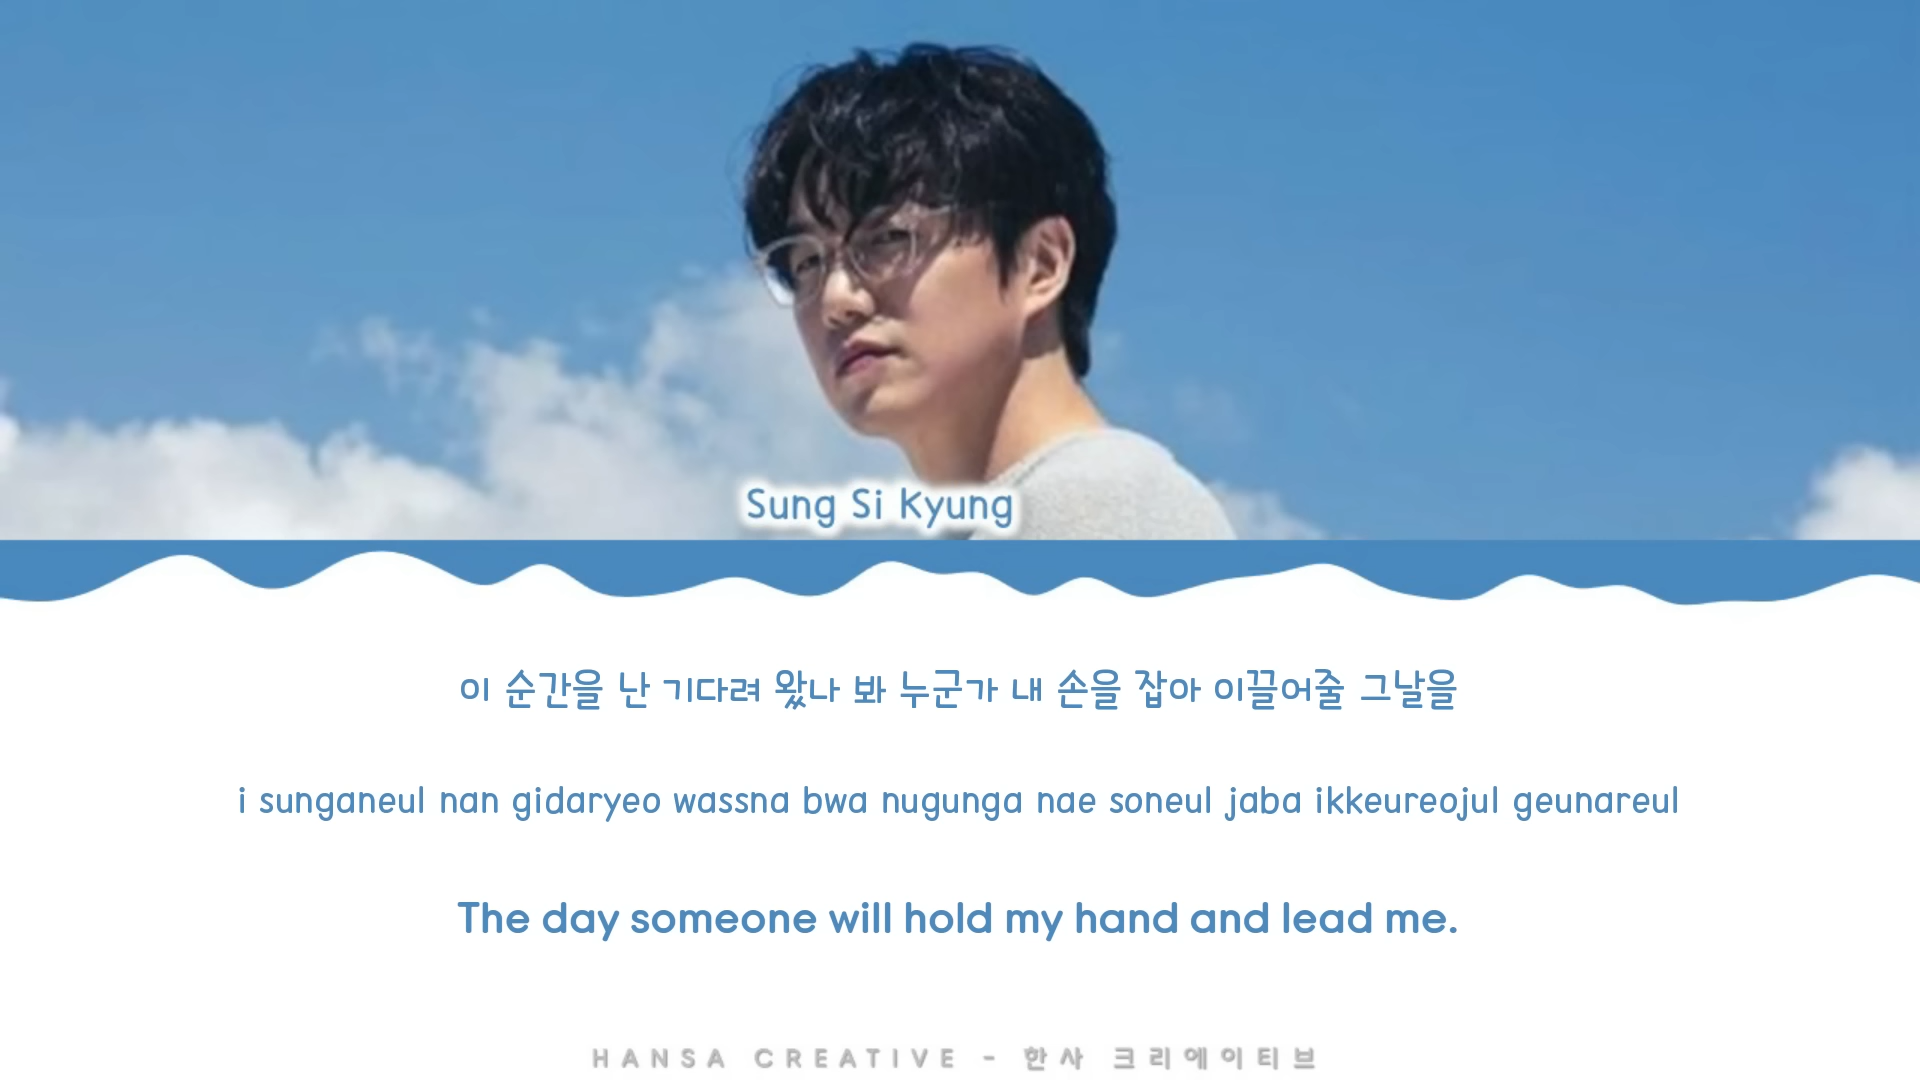 Sung Si Kyung
이 순간을 난 기다려 왔나 봐 누군가 내 손을 잡아 이끌어줄 그날을
i sunganeul nan gidaryeo wassna bwa nugunga nae soneul jaba ikkeureojul geunareul
The day someone will hold my hand and lead me.
HANSA CREATIVE - 한사 크리에이티브